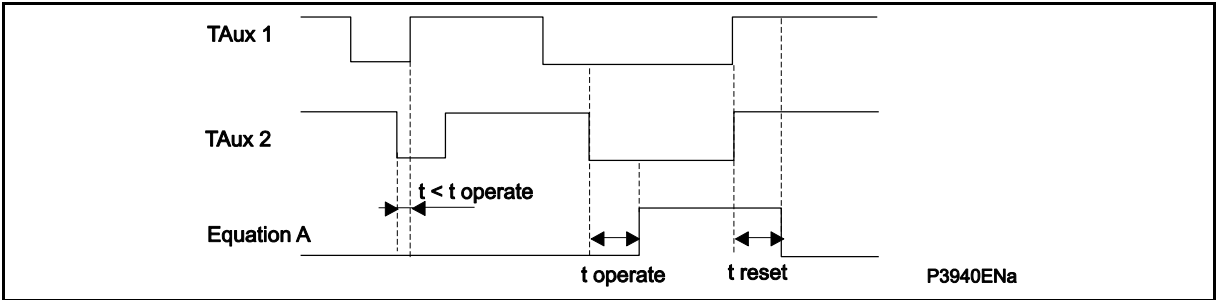 TAux 1
TAux 2
t < t operate
Equation A
t operate
t reset
P3940ENa